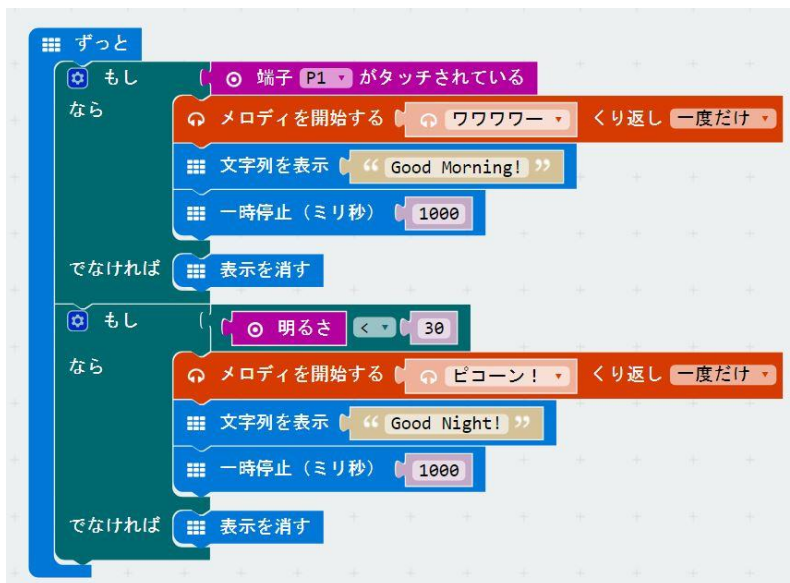 ずっと
もし 端子 P1 がタッチされている
なら メロディを開始する ワワワワー くり返し 一度だけ
文字列を表示 “ Good Morning! ”
一時停止（ミリ秒） 1000
でなければ 表示を消す
もし 明るさ < 30
なら メロディを開始する ピコーン！ くり返し 一度だけ
文字列を表示 “ Good Night! ”
一時停止（ミリ秒） 1000
でなければ 表示を消す